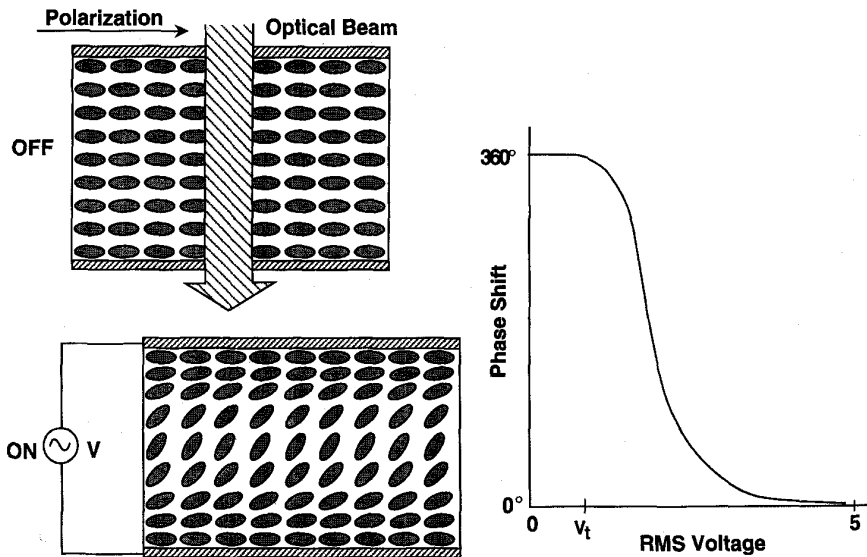 Polarization
Optical Beam
OFF
ON
V
360°
Phase Shift
0°
0
Vt
5
RMS Voltage